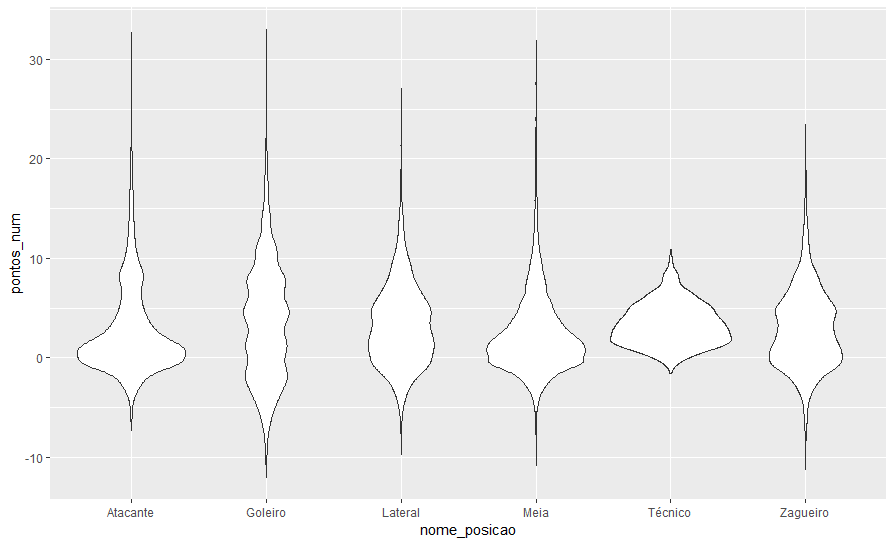 pontos_num
30
20
10
0
-10
Atacante Goleiro Lateral Meia Técnico Zagueiro
nome_posicao